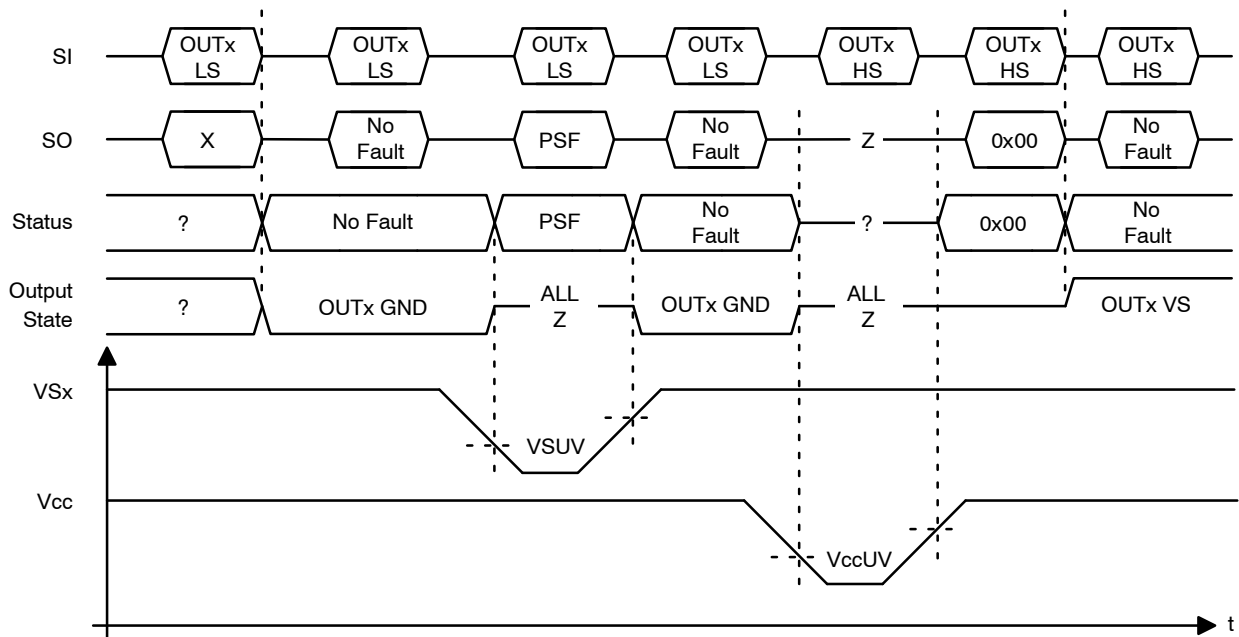 SI
OUTx
LS
OUTx
LS
OUTx
LS
OUTx
LS
OUTx
HS
OUTx
HS
OUTx
HS
SO
X
No
Fault
PSF
No
Fault
Z
0x00
No
Fault
Status
?
No Fault
PSF
No
Fault
?
0x00
No
Fault
Output
State
?
OUTx GND
ALL
Z
OUTx GND
ALL
Z
OUTx VS
VSx
VSUV
Vcc
VccUV
t